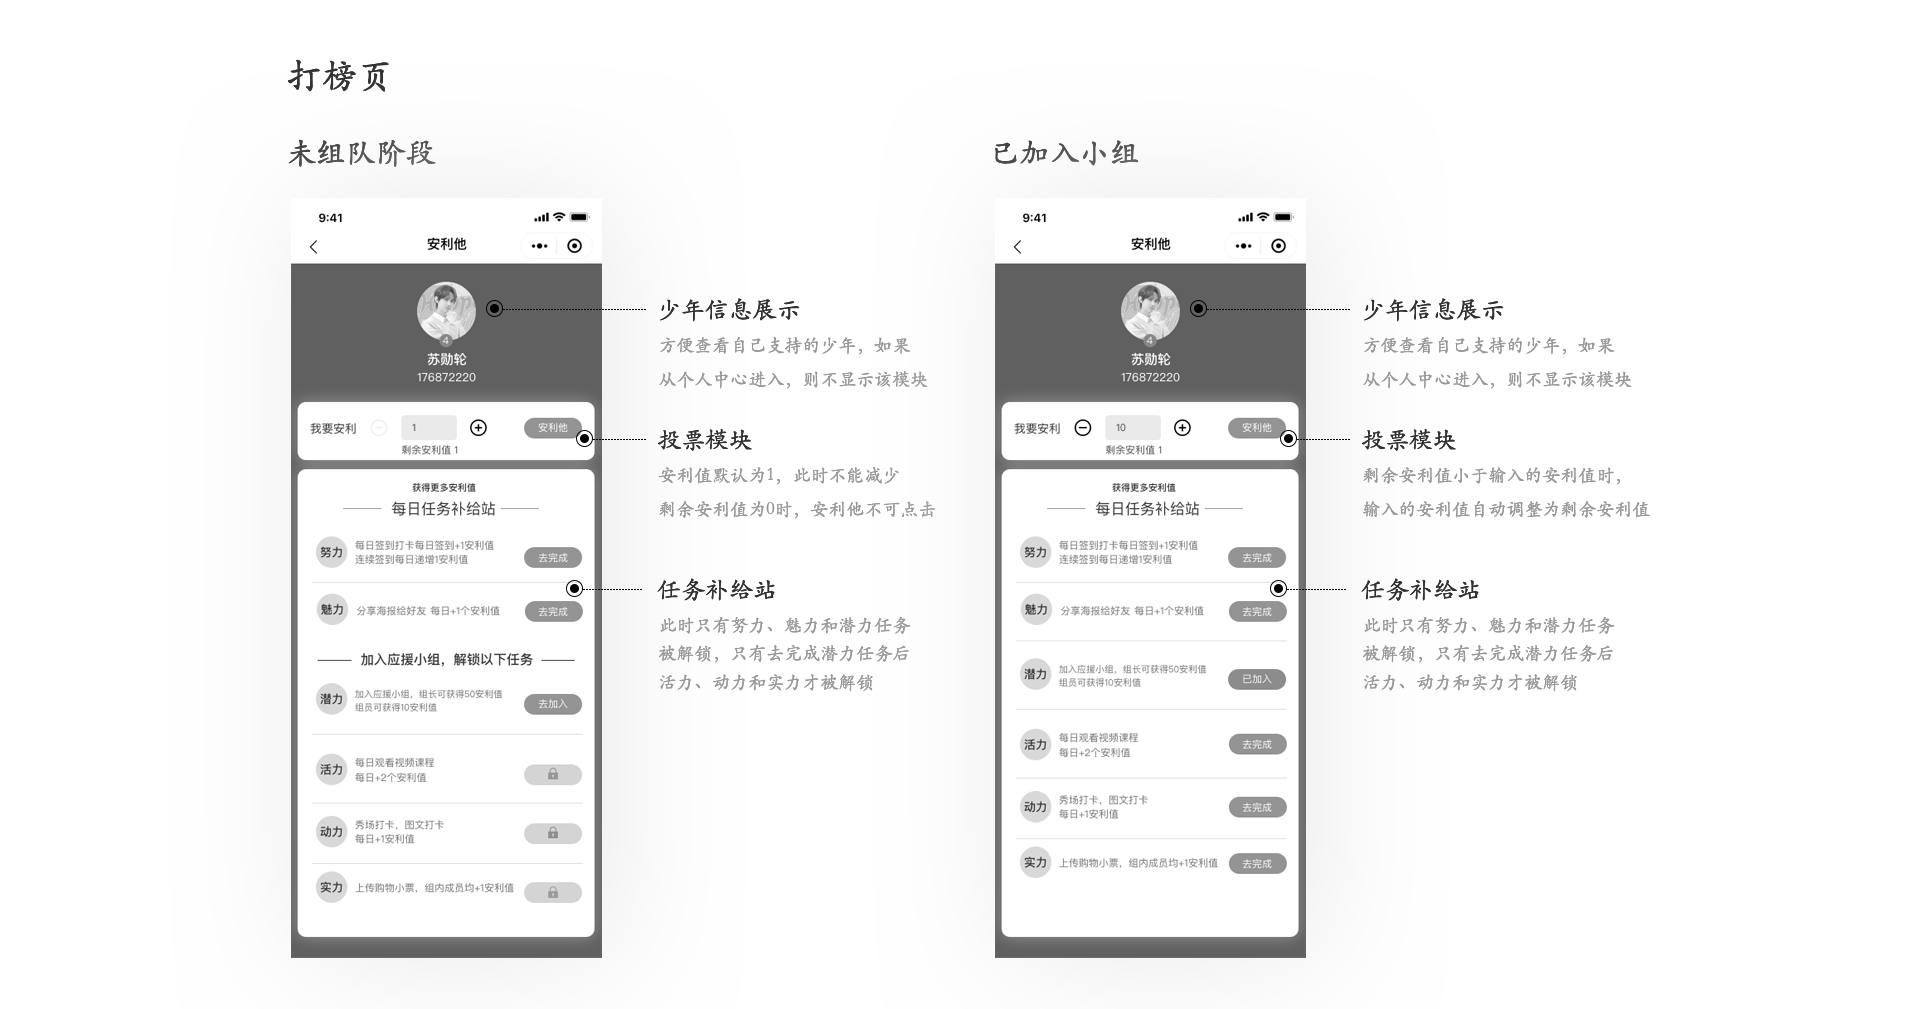 打榜页
未组队阶段
9:41
安利他
4
苏勋轮
176872220
我要安利
1
安利他
剩余安利值 1
获得更多安利值
每日任务补给站
努力
每日签到打卡每日签到+1安利值
连续签到每日递增1安利值
去完成
魅力
分享海报给好友 每日+1个安利值
去完成
加入应援小组，解锁以下任务
潜力
加入应援小组，组长可获得50安利值
组员可获得10安利值
去加入
活力
每日观看视频课程
每日+2个安利值
动力
秀场打卡，图文打卡
每日+1安利值
实力
上传购物小票，组内成员均+1安利值
少年信息展示
方便查看自己支持的少年，如果
从个人中心进入，则不显示该模块
投票模块
安利值默认为1，此时不能减少
剩余安利值为0时，安利他不可点击
任务补给站
此时只有努力、魅力和潜力任务
被解锁，只有去完成潜力任务后
活力、动力和实力才被解锁
已加入小组
9:41
安利他
4
苏勋轮
176872220
我要安利
10
安利他
剩余安利值 1
获得更多安利值
每日任务补给站
努力
每日签到打卡每日签到+1安利值
连续签到每日递增1安利值
去完成
魅力
分享海报给好友 每日+1个安利值
去完成
潜力
加入应援小组，组长可获得50安利值
组员可获得10安利值
已加入
活力
每日观看视频课程
每日+2个安利值
去完成
动力
秀场打卡，图文打卡
每日+1安利值
去完成
实力
上传购物小票，组内成员均+1安利值
去完成
少年信息展示
方便查看自己支持的少年，如果
从个人中心进入，则不显示该模块
投票模块
剩余安利值小于输入的安利值时，
输入的安利值自动调整为剩余安利值
任务补给站
此时只有努力、魅力和潜力任务
被解锁，只有去完成潜力任务后
活力、动力和实力才被解锁